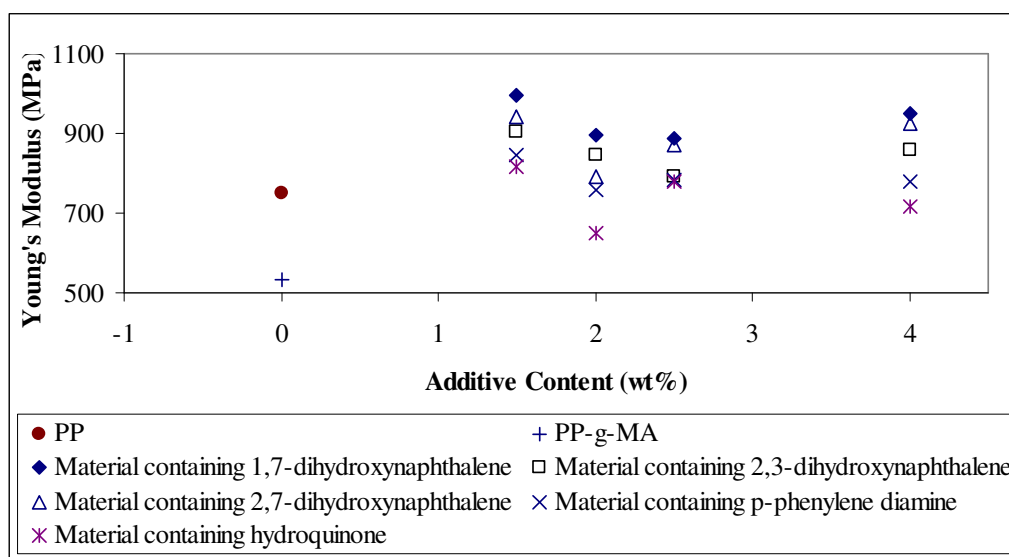 1100
900
700
500
Young's Modulus (MPa)
-1 0 1 2 3 4
Additive Content (wt%)
PP
PP-g-MA
Material containing 1,7-dihydroxynaphthalene
Material containing 2,3-dihydroxynaphthalene
Material containing 2,7-dihydroxynaphthalene
Material containing p-phenylene diamine
Material containing hydroquinone